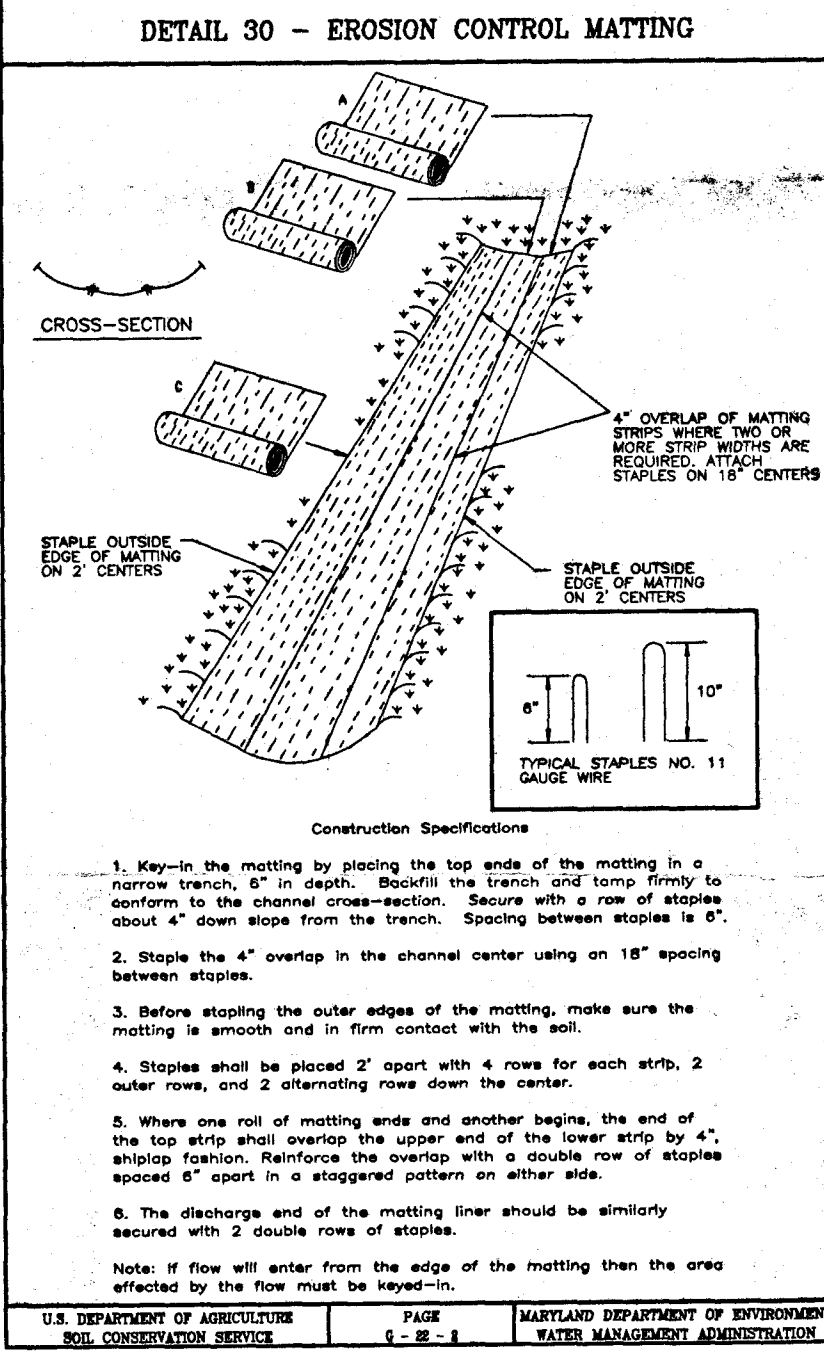 DETAIL 30 - EROSION CONTROL MATTING
A
B
CROSS-SECTION
C
4" OVERLAP OF MATTING
STRIPS WHERE TWO OR
MORE STRIP WIDTHS ARE
REQUIRED. ATTACH
STAPLES ON 18" CENTERS
STAPLE OUTSIDE
EDGE OF MATTING
ON 2' CENTERS
STAPLE OUTSIDE
EDGE OF MATTING
ON 2' CENTERS
6"
10"
TYPICAL STAPLES NO. 11
GAUGE WIRE
Construction Specifications
1. Key-in the matting by placing the top ends of the matting in a
narrow trench, 6" in depth. Backfill the trench and tamp firmly to
conform to the channel cross-section. Secure with a row of staples
about 4" down slope from the trench. Spacing between staples is 6".
2. Staple the 4" overlap in the channel center using an 18" spacing
between staples.
3. Before stapling the outer edges of the matting, make sure the
matting is smooth and in firm contact with the soil.
4. Staples shall be placed 2' apart with 4 rows for each strip, 2
outer rows, and 2 alternating rows down the center.
5. Where one roll of matting ends and another begins, the end of
the top strip shall overlap the upper end of the lower strip by 4",
shiplap fashion. Reinforce the overlap with a double row of staples
spaced 6" apart in a staggered pattern on either side.
6. The discharge end of the matting liner should be similarly
secured with 2 double rows of staples.
Note: If flow will enter from the edge of the matting then the area
effected by the flow must be keyed-in.
U.S. DEPARTMENT OF AGRICULTURE
SOIL CONSERVATION SERVICE
PAGE
G - 22 - 2
MARYLAND DEPARTMENT OF ENVIRONMEN
WATER MANAGEMENT ADMINISTRATION